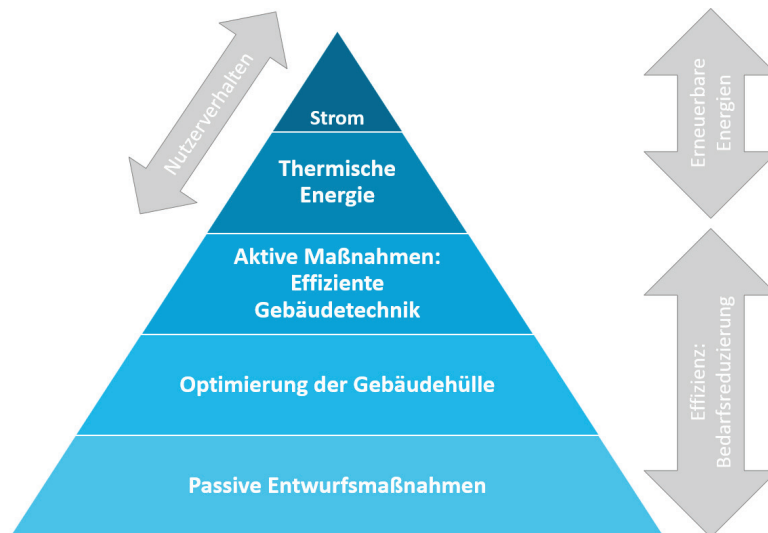 Nutzerverhalten
Strom
Thermische
Energie
Aktive Maßnahmen:
Effiziente
Gebäudetechnik
Optimierung der Gebäudehülle
Passive Entwurfsmaßnahmen
Erneuerbare
Energien
Effizienz:
Bedarfsreduzierung